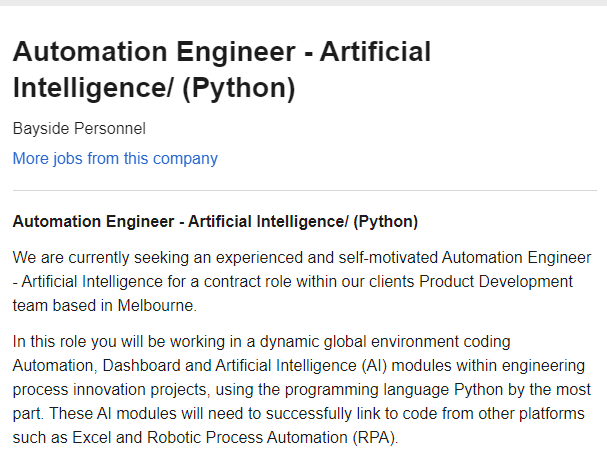 Automation Engineer - Artificial
Intelligence/ (Python)
Bayside Personnel
More jobs from this company
Automation Engineer - Artificial Intelligence/ (Python)
We are currently seeking an experienced and self-motivated Automation Engineer
- Artificial Intelligence for a contract role within our clients Product Development
team based in Melbourne.
In this role you will be working in a dynamic global environment coding
Automation, Dashboard and Artificial Intelligence (AI) modules within engineering
process innovation projects, using the programming language Python by the most
part. These AI modules will need to successfully link to code from other platforms
such as Excel and Robotic Process Automation (RPA).